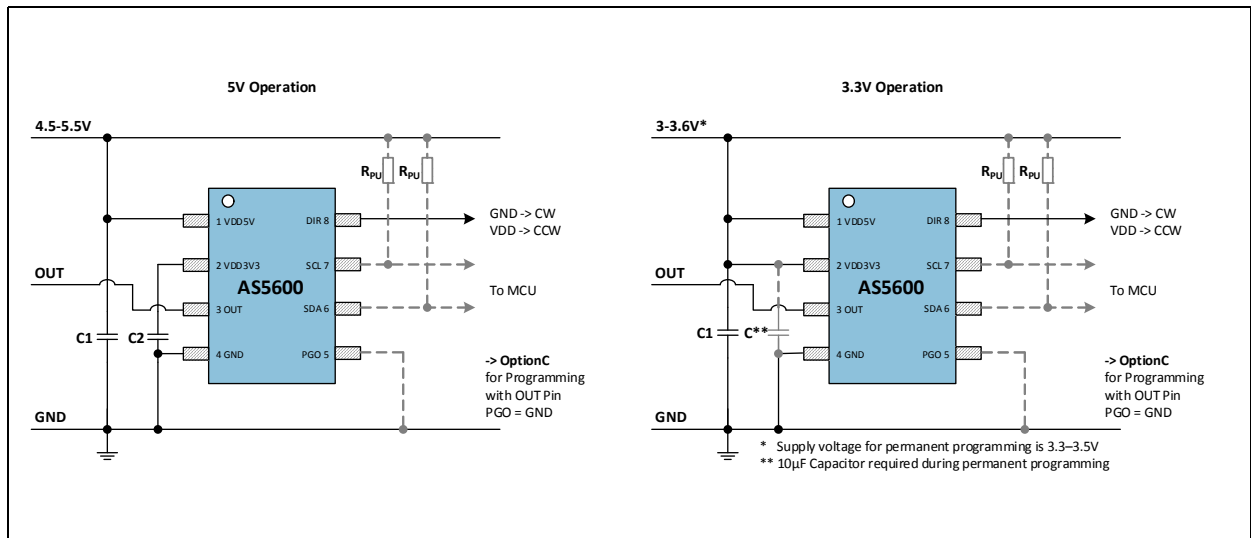 5V Operation
4.5-5.5V
R_PU R_PU
1 VDD5V
DIR 8
GND -> CW
VDD -> CCW
2 VDD3V3
SCL 7
OUT
AS5600
To MCU
3 OUT
SDA 6
C1
C2
4 GND
PGO 5
-> OptionC
for Programming
with OUT Pin
PGO = GND
GND
3.3V Operation
3-3.6V*
R_PU R_PU
1 VDD5V
DIR 8
GND -> CW
VDD -> CCW
2 VDD3V3
SCL 7
OUT
AS5600
To MCU
3 OUT
SDA 6
C1
C**
4 GND
PGO 5
-> OptionC
for Programming
with OUT Pin
PGO = GND
GND
* Supply voltage for permanent programming is 3.3–3.5V
** 10µF Capacitor required during permanent programming